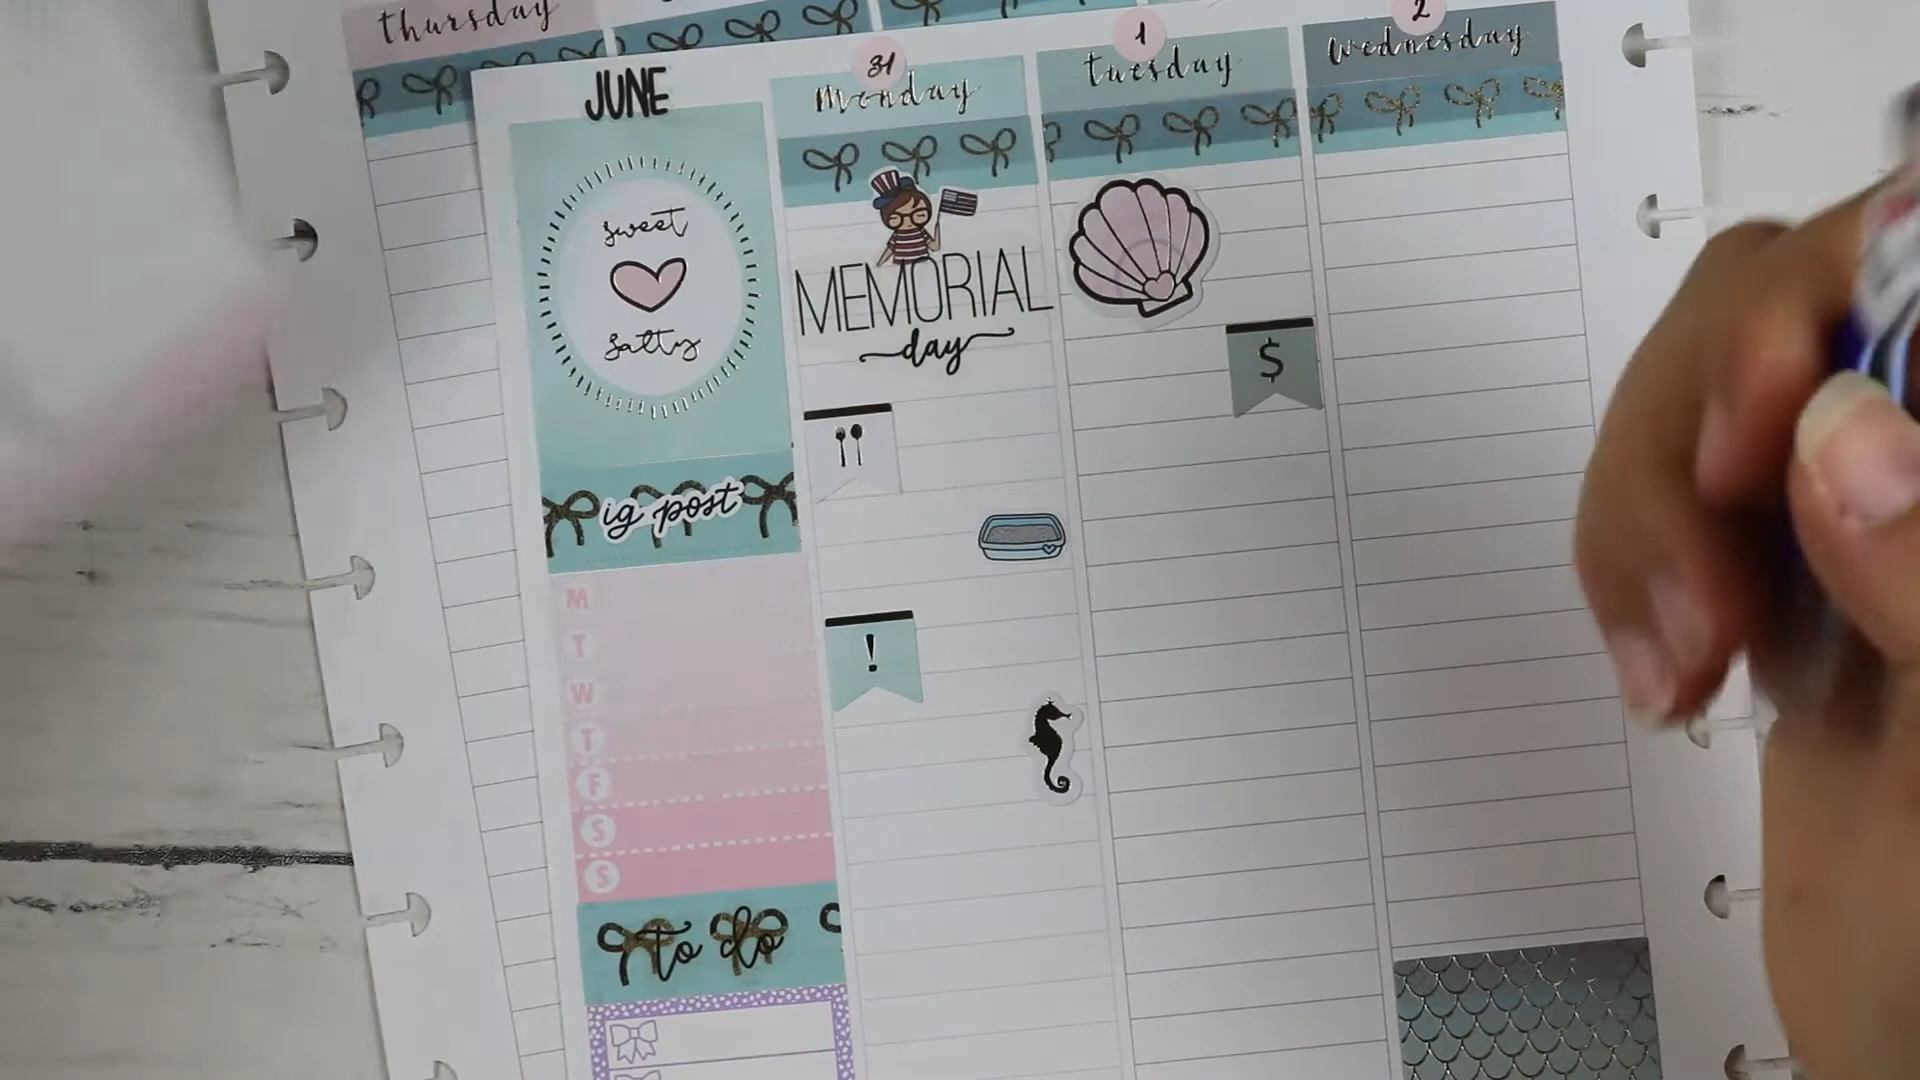 thursday
JUNE
31
monday
1
tuesday
2
wednesday
sweet
salty
MEMORIAL
day
$
ig post
!
M
T
W
T
F
S
S
to do